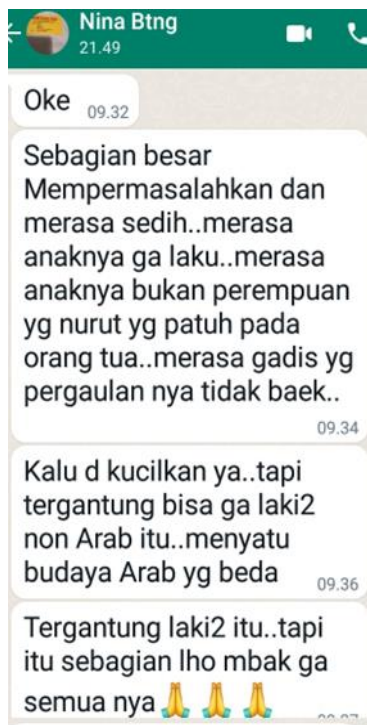 Nina Btng
21.49
Oke
09.32
Sebagian besar
Mempermasalahkan dan
merasa sedih..merasa
anaknya ga laku..merasa
anaknya bukan perempuan
yg nurut yg patuh pada
orang tua..merasa gadis yg
pergaulan nya tidak baek..
09.34
Kalu d kucilkan ya..tapi
tergantung bisa ga laki2
non Arab itu..menyatu
budaya Arab yg beda
09.36
Tergantung laki2 itu..tapi
itu sebagian lho mbak ga
semua nya 🙏 🙏 🙏